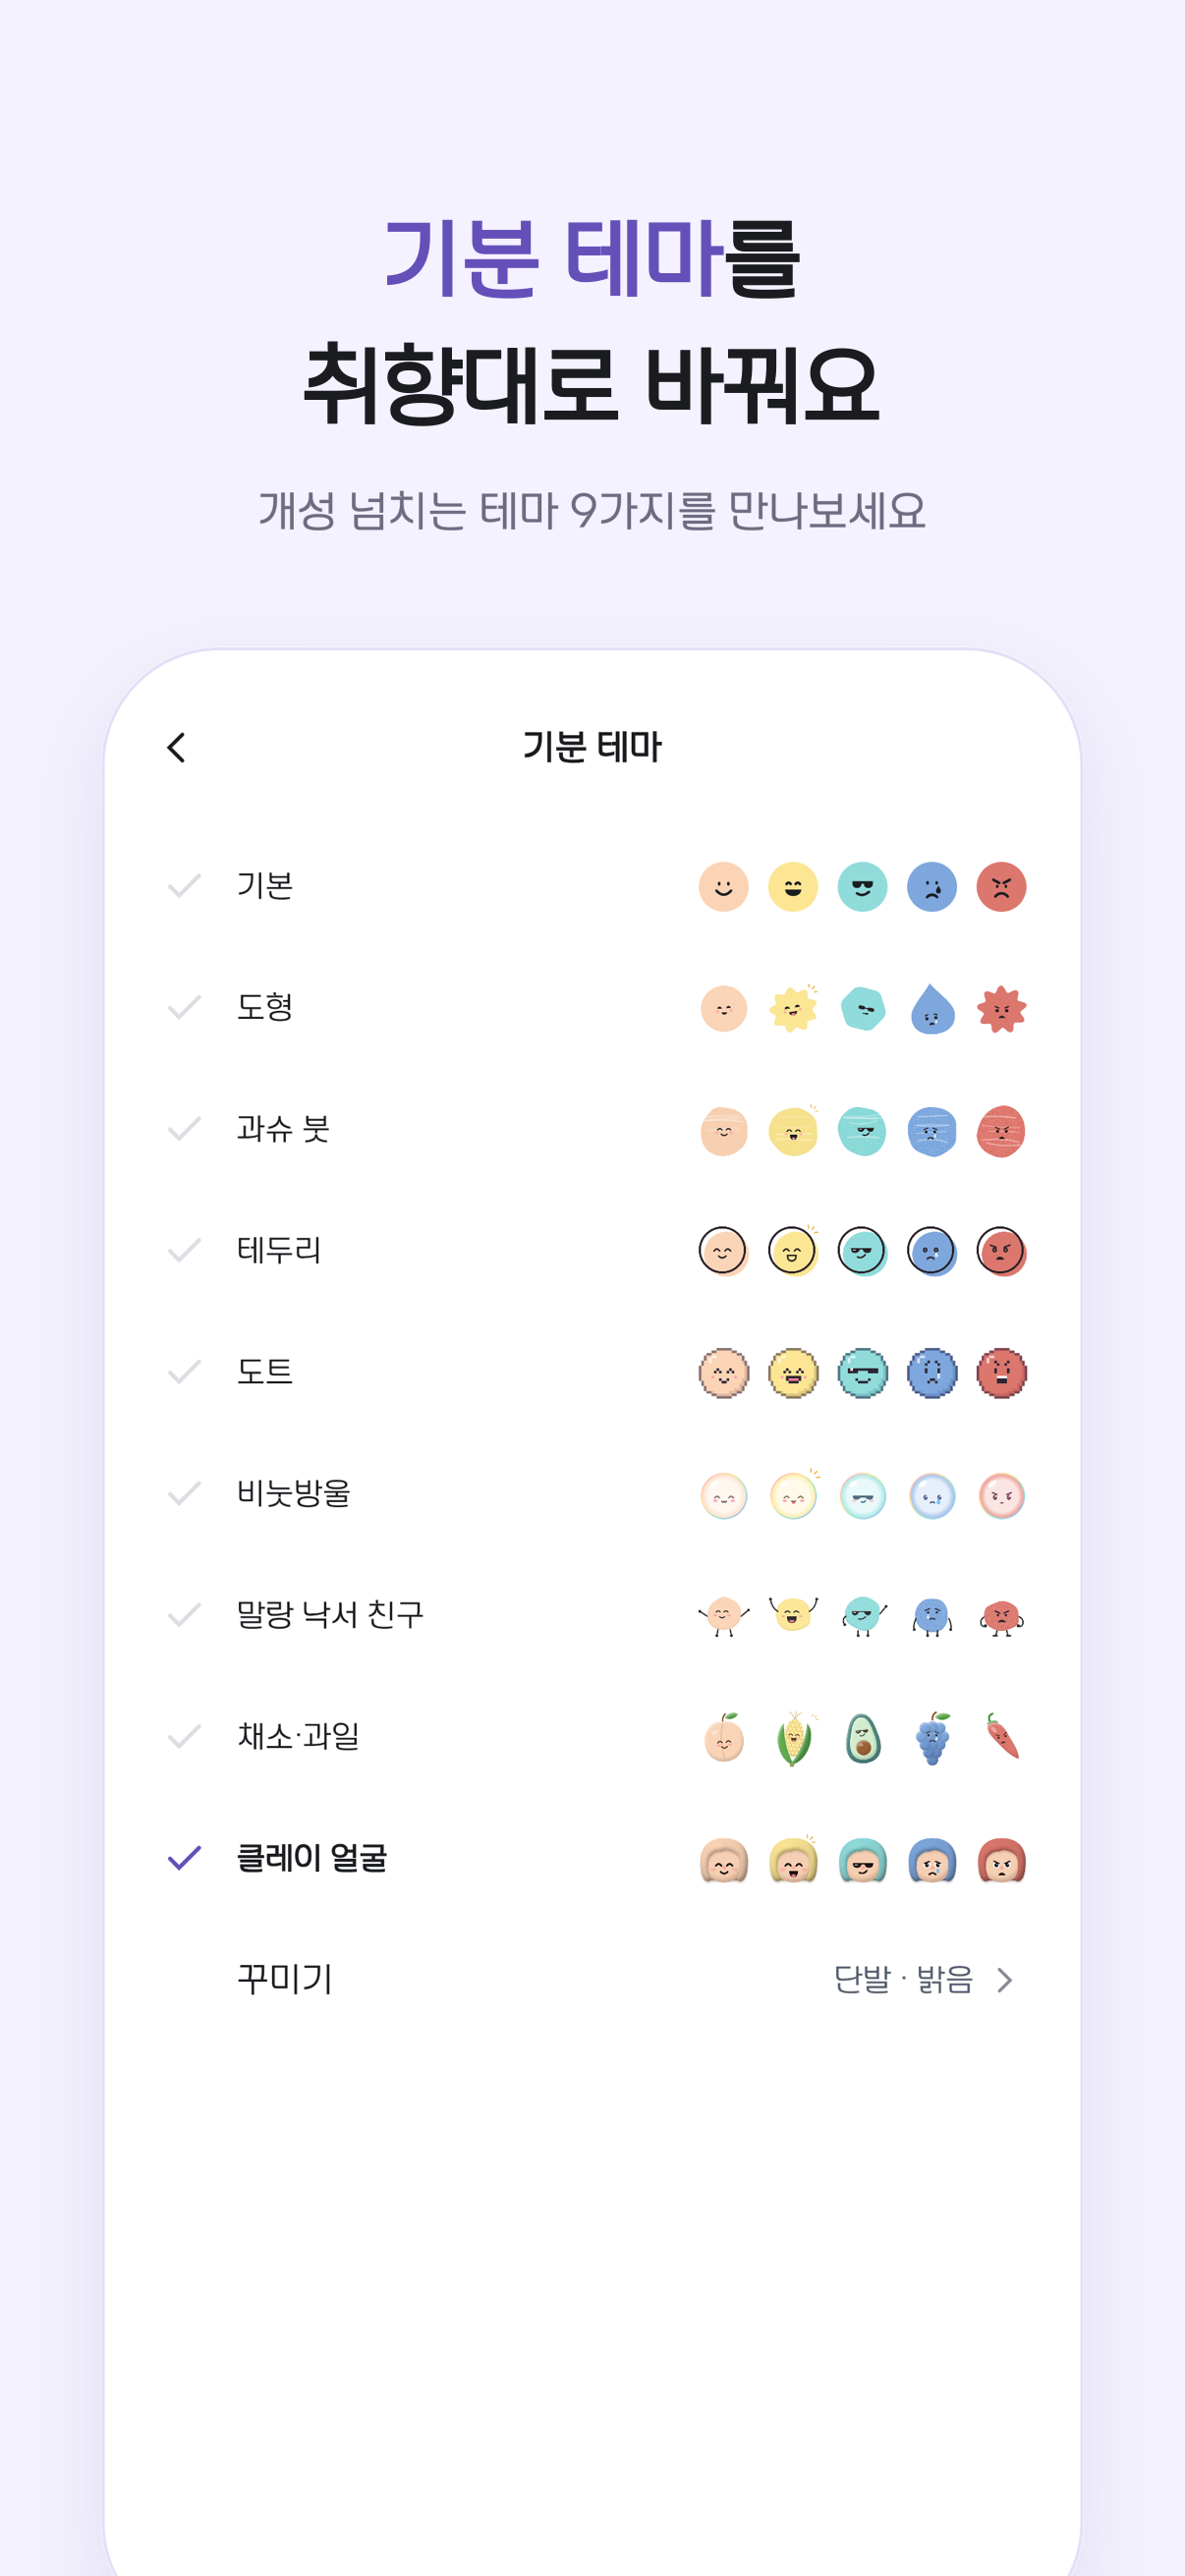 기분 테마를
취향대로 바꿔요
개성 넘치는 테마 9가지를 만나보세요
기분 테마
기본
도형
과슈 붓
테두리
도트
비눗방울
말랑 낙서 친구
채소·과일
클레이 얼굴
꾸미기 단발 · 밝음